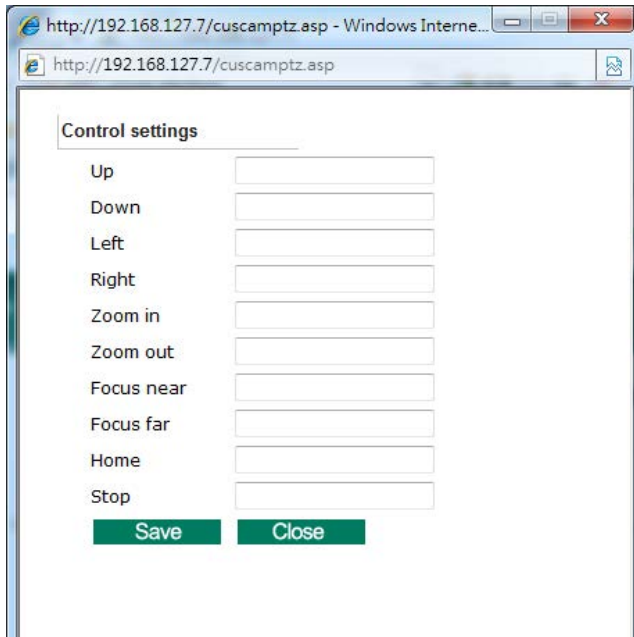 http://192.168.127.7/cuscamptz.asp - Windows Interne...
http://192.168.127.7/cuscamptz.asp
Control settings
Up
Down
Left
Right
Zoom in
Zoom out
Focus near
Focus far
Home
Stop
Save Close